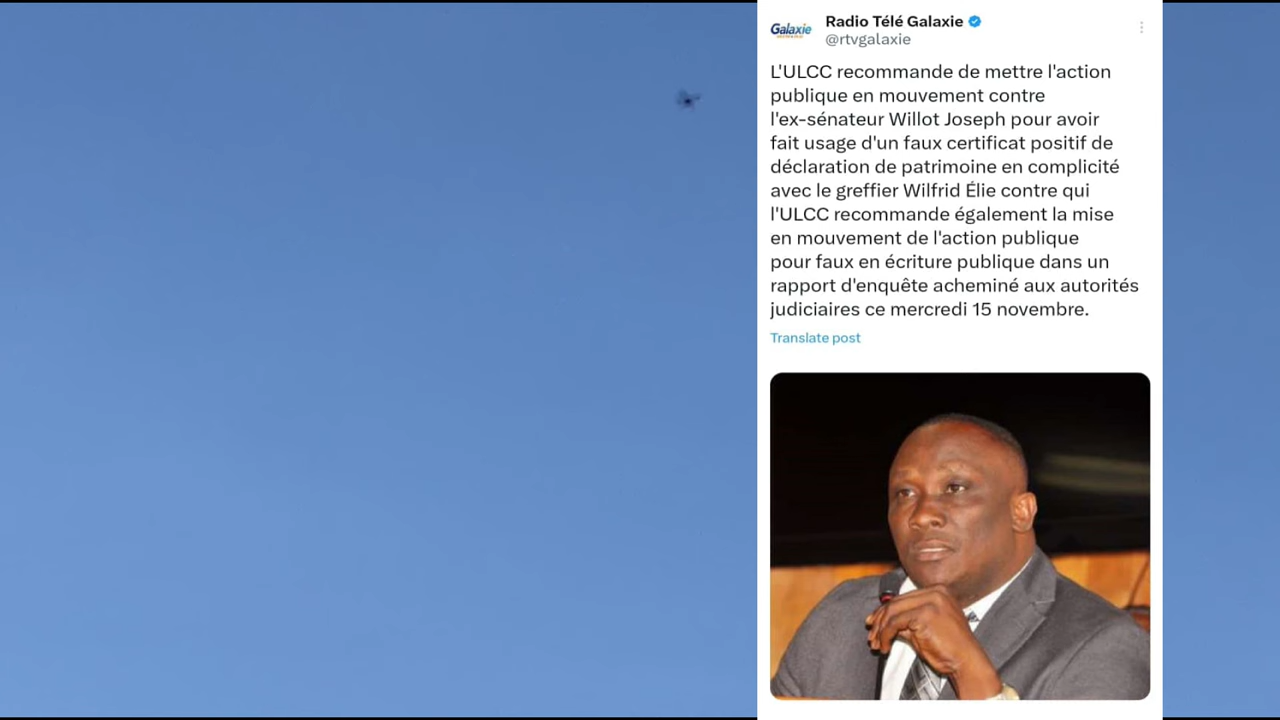 Galaxie
Radio Télé Galaxie
@rtvgalaxie
L'ULCC recommande de mettre l'action
publique en mouvement contre
l'ex-sénateur Willot Joseph pour avoir
fait usage d'un faux certificat positif de
déclaration de patrimoine en complicité
avec le greffier Wilfrid Élie contre qui
l'ULCC recommande également la mise
en mouvement de l'action publique
pour faux en écriture publique dans un
rapport d'enquête acheminé aux autorités
judiciaires ce mercredi 15 novembre.
Translate post